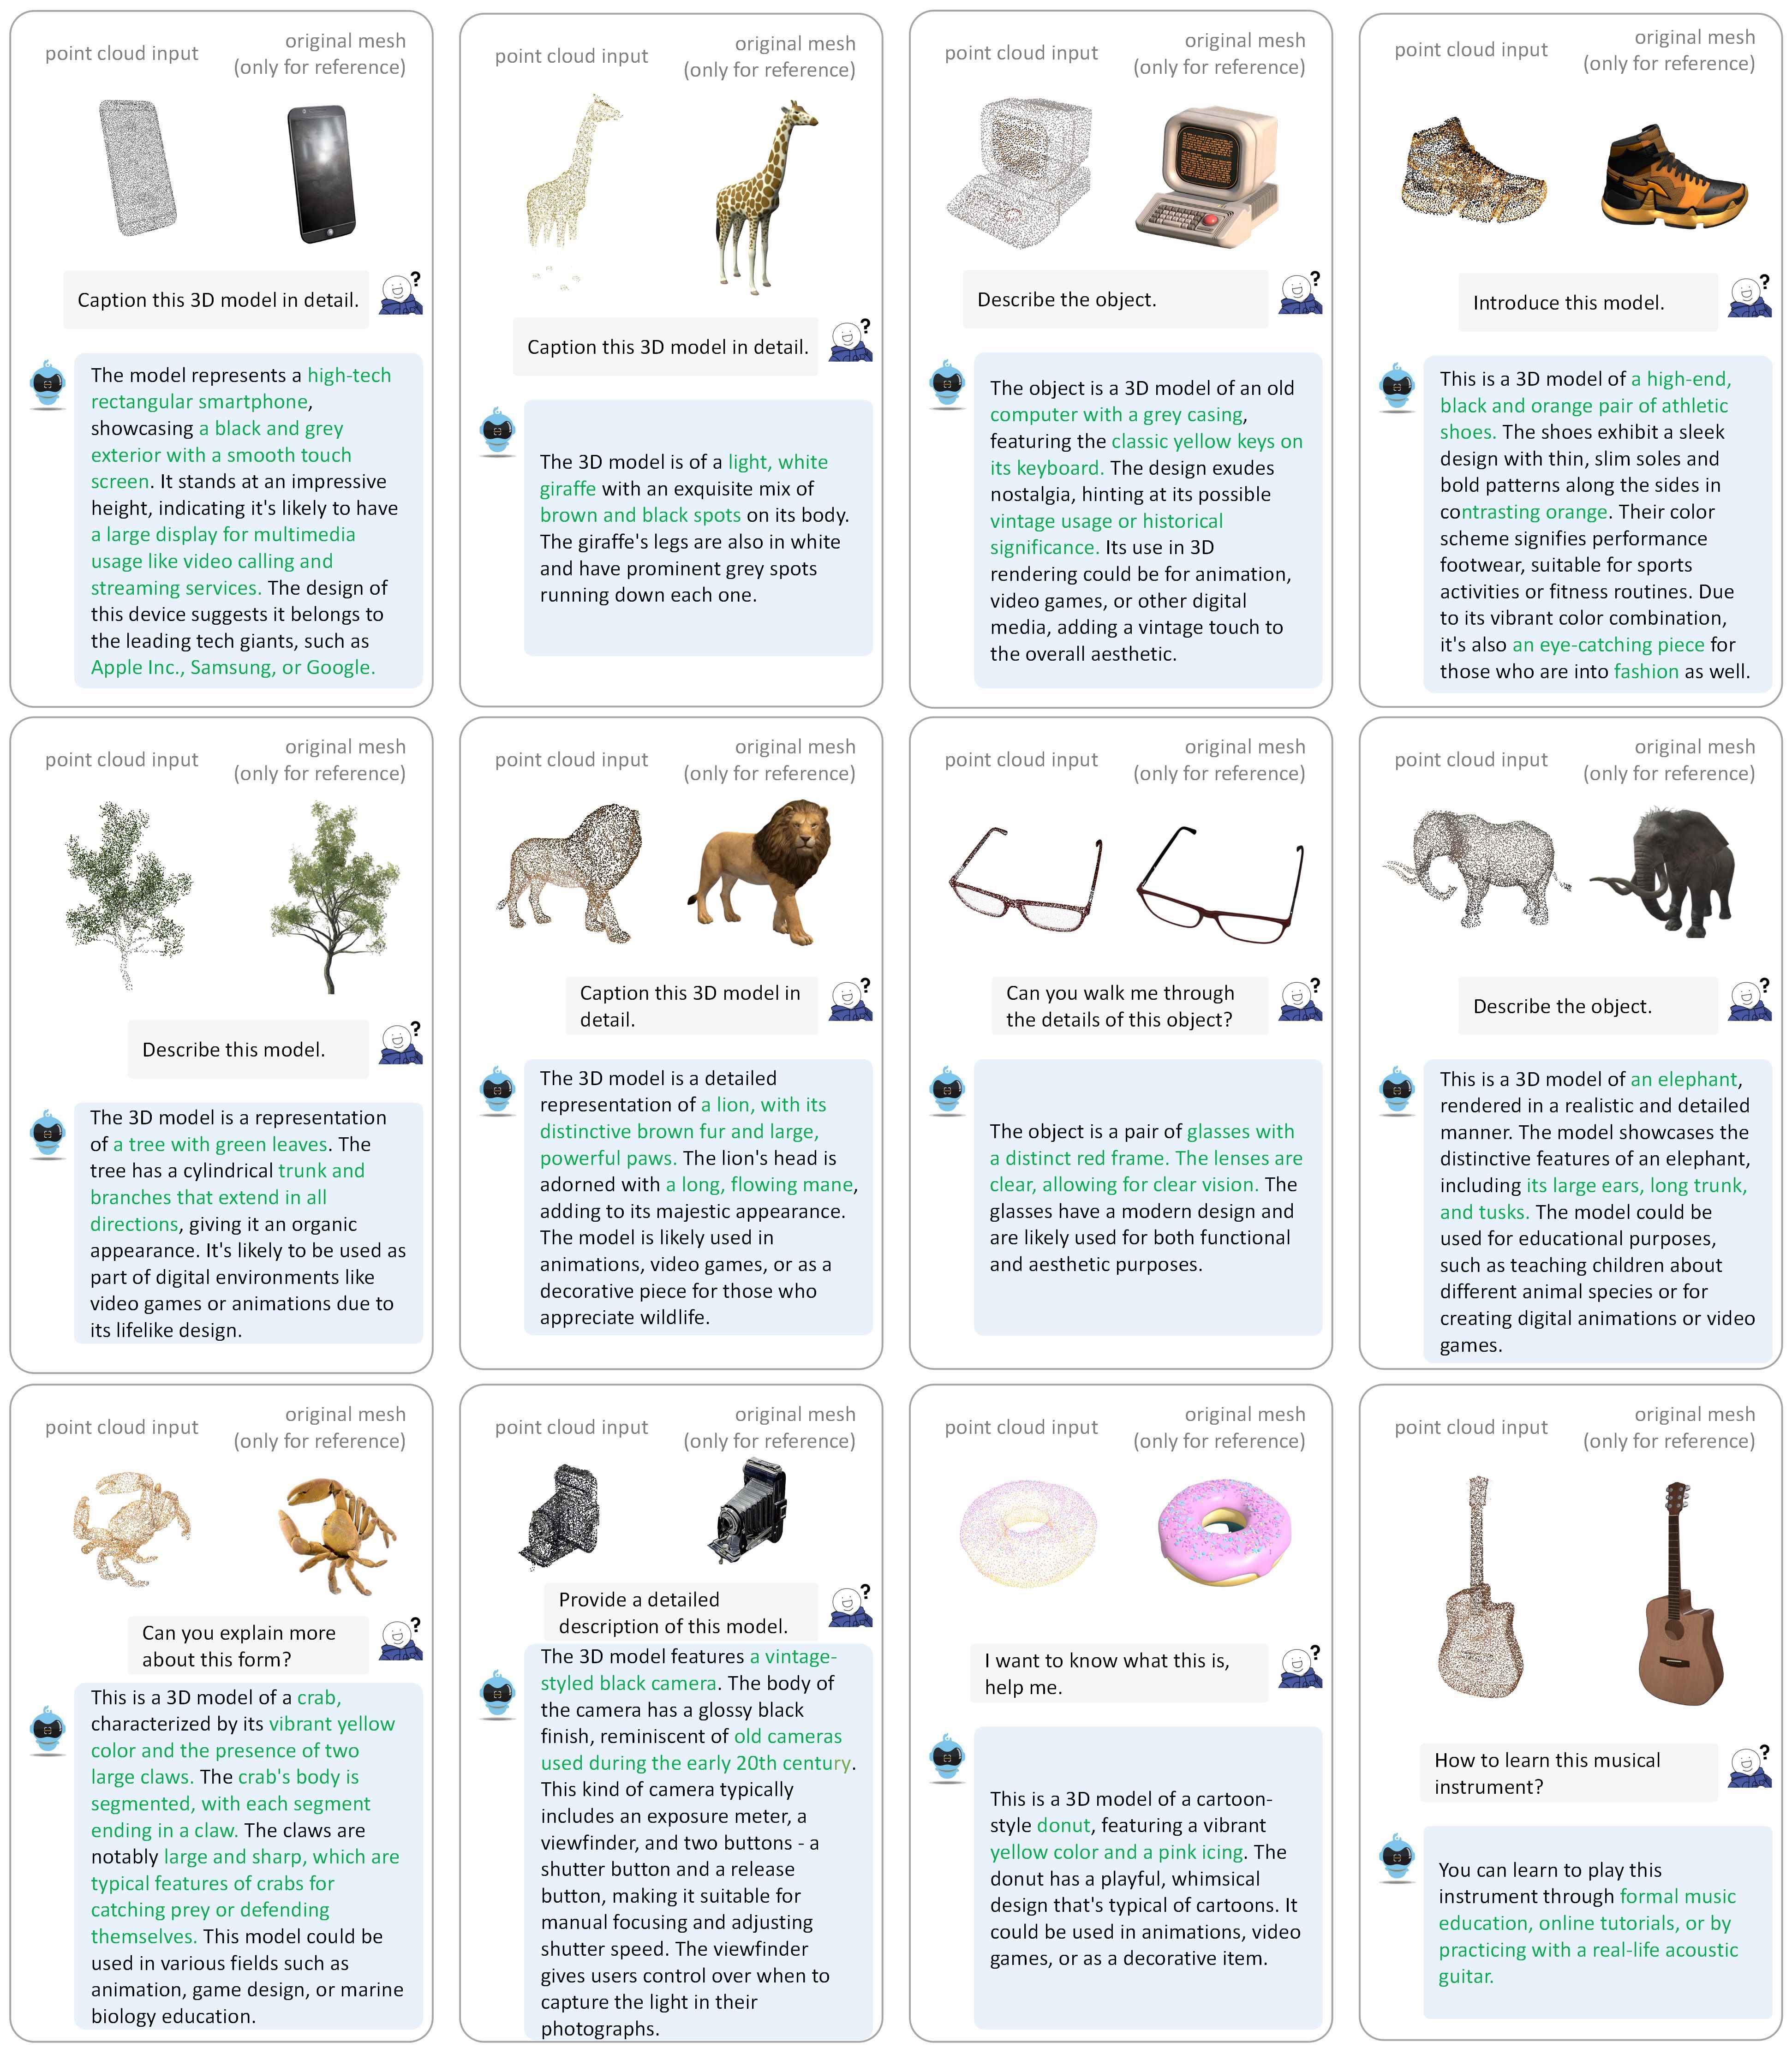 point cloud input
original mesh
(only for reference)
Caption this 3D model in detail.
?
The model represents a high-tech
rectangular smartphone,
showcasing a black and grey
exterior with a smooth touch
screen. It stands at an impressive
height, indicating it's likely to have
a large display for multimedia
usage like video calling and
streaming services. The design of
this device suggests it belongs to
the leading tech giants, such as
Apple Inc., Samsung, or Google.
point cloud input
original mesh
(only for reference)
Caption this 3D model in detail.
?
The 3D model is of a light, white
giraffe with an exquisite mix of
brown and black spots on its body.
The giraffe's legs are also in white
and have prominent grey spots
running down each one.
point cloud input
original mesh
(only for reference)
Describe the object.
?
The object is a 3D model of an old
computer with a grey casing,
featuring the classic yellow keys on
its keyboard. The design exudes
nostalgia, hinting at its possible
vintage usage or historical
significance. Its use in 3D
rendering could be for animation,
video games, or other digital
media, adding a vintage touch to
the overall aesthetic.
point cloud input
original mesh
(only for reference)
Introduce this model.
?
This is a 3D model of a high-end,
black and orange pair of athletic
shoes. The shoes exhibit a sleek
design with thin, slim soles and
bold patterns along the sides in
contrasting orange. Their color
scheme signifies performance
footwear, suitable for sports
activities or fitness routines. Due
to its vibrant color combination,
it's also an eye-catching piece for
those who are into fashion as well.
point cloud input
original mesh
(only for reference)
Describe this model.
?
The 3D model is a representation
of a tree with green leaves. The
tree has a cylindrical trunk and
branches that extend in all
directions, giving it an organic
appearance. It's likely to be used as
part of digital environments like
video games or animations due to
its lifelike design.
point cloud input
original mesh
(only for reference)
Caption this 3D model in
detail.
?
The 3D model is a detailed
representation of a lion, with its
distinctive brown fur and large,
powerful paws. The lion's head is
adorned with a long, flowing mane,
adding to its majestic appearance.
The model is likely used in
animations, video games, or as a
decorative piece for those who
appreciate wildlife.
point cloud input
original mesh
(only for reference)
Can you walk me through
the details of this object?
?
The object is a pair of glasses with
a distinct red frame. The lenses are
clear, allowing for clear vision. The
glasses have a modern design and
are likely used for both functional
and aesthetic purposes.
point cloud input
original mesh
(only for reference)
Describe the object.
?
This is a 3D model of an elephant,
rendered in a realistic and detailed
manner. The model showcases the
distinctive features of an elephant,
including its large ears, long trunk,
and tusks. The model could be
used for educational purposes,
such as teaching children about
different animal species or for
creating digital animations or video
games.
point cloud input
original mesh
(only for reference)
Can you explain more
about this form?
?
This is a 3D model of a crab,
characterized by its vibrant yellow
color and the presence of two
large claws. The crab's body is
segmented, with each segment
ending in a claw. The claws are
notably large and sharp, which are
typical features of crabs for
catching prey or defending
themselves. This model could be
used in various fields such as
animation, game design, or marine
biology education.
point cloud input
original mesh
(only for reference)
Provide a detailed
description of this model.
?
The 3D model features a vintage-
styled black camera. The body of
the camera has a glossy black
finish, reminiscent of old cameras
used during the early 20th century.
This kind of camera typically
includes an exposure meter, a
viewfinder, and two buttons - a
shutter button and a release
button, making it suitable for
manual focusing and adjusting
shutter speed. The viewfinder
gives users control over when to
capture the light in their
photographs.
point cloud input
original mesh
(only for reference)
I want to know what this is,
help me.
?
This is a 3D model of a cartoon-
style donut, featuring a vibrant
yellow color and a pink icing. The
donut has a playful, whimsical
design that's typical of cartoons. It
could be used in animations, video
games, or as a decorative item.
point cloud input
original mesh
(only for reference)
How to learn this musical
instrument?
?
You can learn to play this
instrument through formal music
education, online tutorials, or by
practicing with a real-life acoustic
guitar.